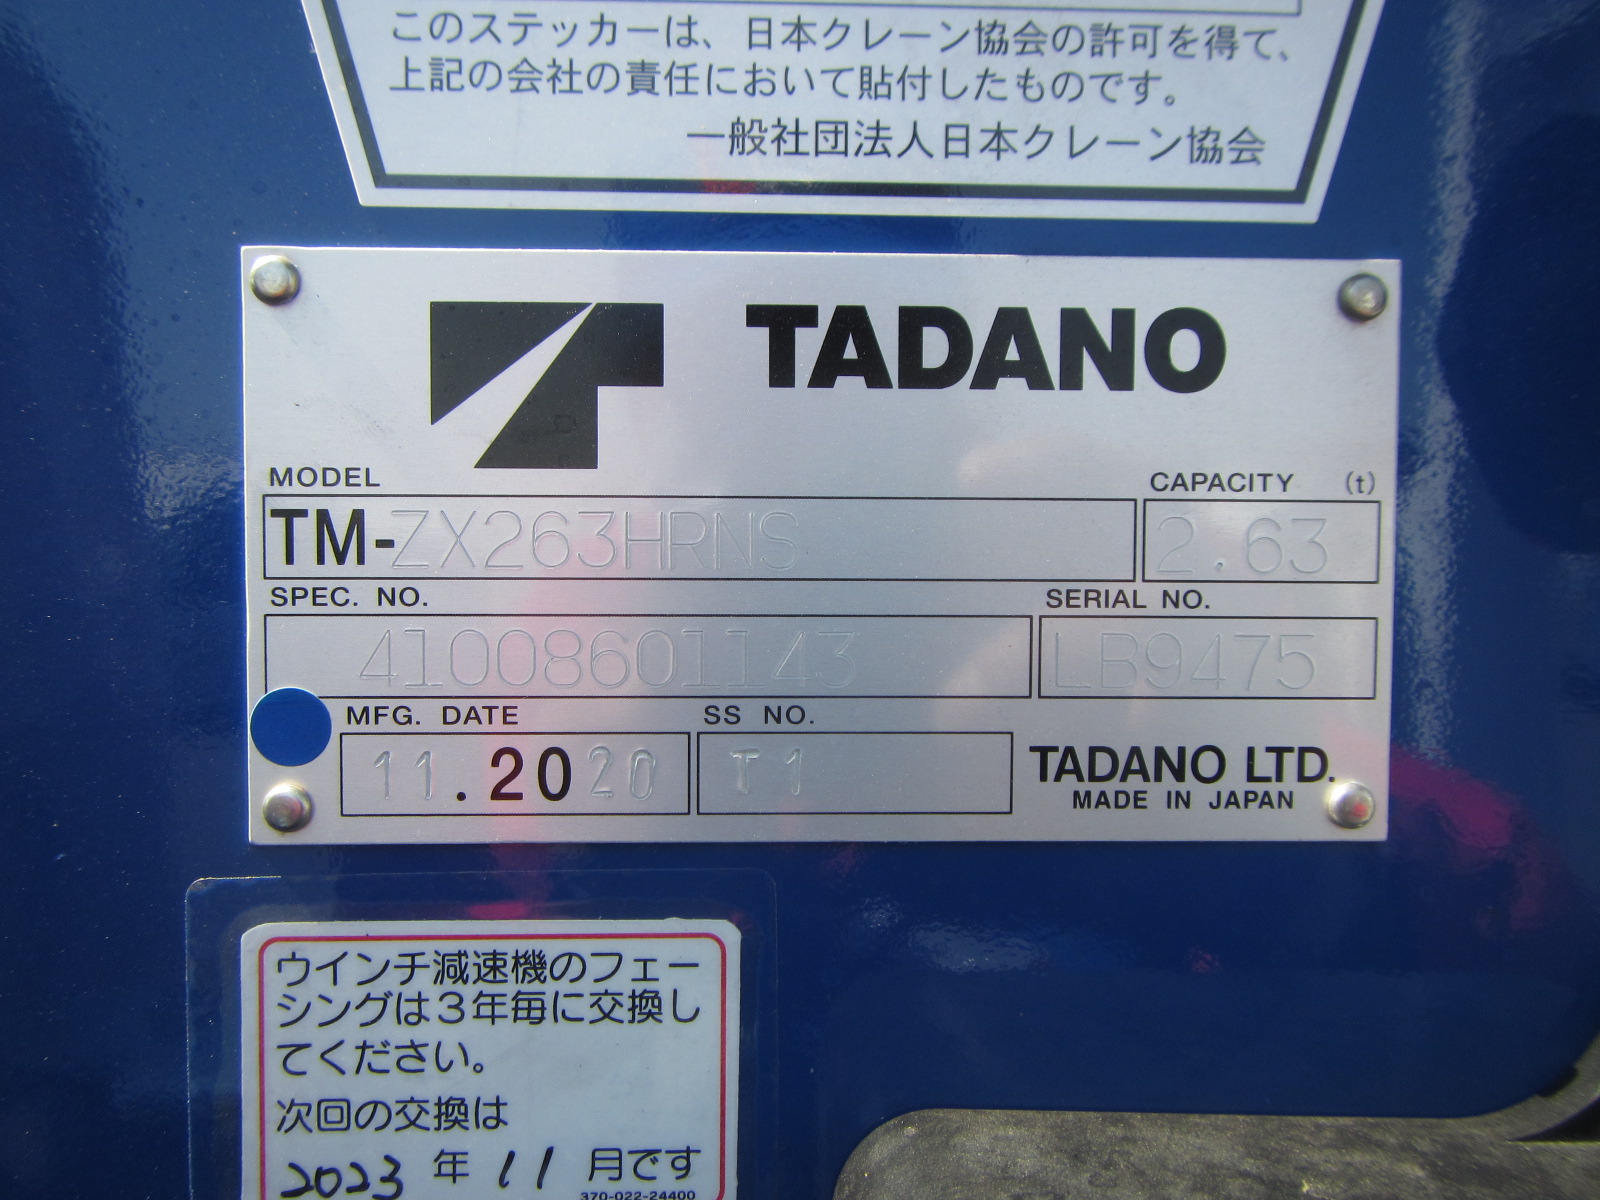 このステッカーは、日本クレーン協会の許可を得て、
上記の会社の責任において貼付したものです。
一般社団法人日本クレーン協会
TADANO
MODEL
CAPACITY (t)
TM-ZX263HRNS
2.63
SPEC. NO.
SERIAL NO.
41008601143
LB9475
MFG. DATE
SS NO.
11.2020
T1
TADANO LTD.
MADE IN JAPAN
ウインチ減速機のフェー
シングは3年毎に交換し
てください。
次回の交換は
2023年11月です
370-022-24400